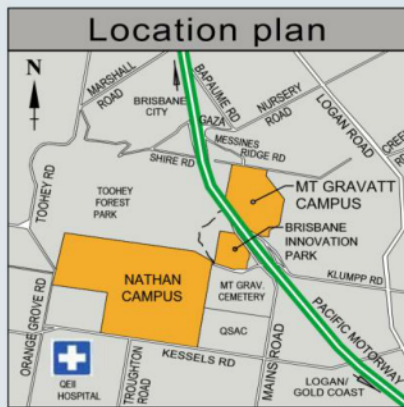 Location plan
N
MARSHALL
ROAD
BRISBANE
CITY
BAPAUME RD
GAZA
NURSERY ROAD
MESSINES
RIDGE RD
LOGAN ROAD
SHIRE RD
TOOHEY RD
TOOHEY
FOREST
PARK
MT GRAVATT
CAMPUS
BRISBANE
INNOVATION
PARK
NATHAN
CAMPUS
MT GRAV.
CEMETERY
KLUMPP RD
QSAC
ORANGE GROVE RD
KESSELS RD
PACIFIC MOTORWAY
QEII
HOSPITAL
TROUGHTON
ROAD
MAINS ROAD
LOGAN/
GOLD COAST